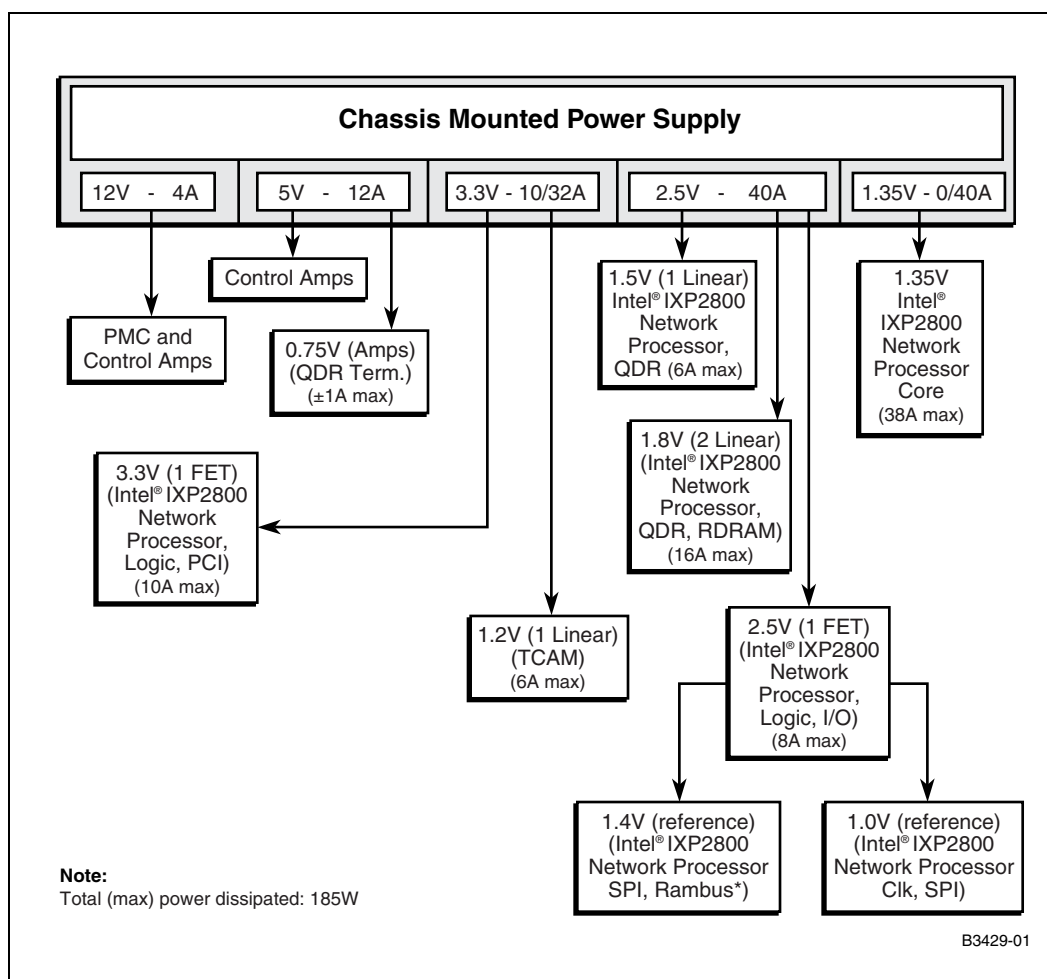 Chassis Mounted Power Supply
12V - 4A
5V - 12A
3.3V - 10/32A
2.5V - 40A
1.35V - 0/40A
PMC and
Control Amps
Control Amps
0.75V (Amps)
(QDR Term.)
(±1A max)
1.5V (1 Linear)
Intel® IXP2800
Network
Processor,
QDR (6A max)
1.35V
Intel®
IXP2800
Network
Processor
Core
(38A max)
3.3V (1 FET)
(Intel® IXP2800
Network
Processor,
Logic, PCI)
(10A max)
1.8V (2 Linear)
(Intel® IXP2800
Network
Processor,
QDR, RDRAM)
(16A max)
1.2V (1 Linear)
(TCAM)
(6A max)
2.5V (1 FET)
(Intel® IXP2800
Network
Processor,
Logic, I/O)
(8A max)
1.4V (reference)
(Intel® IXP2800
Network Processor
SPI, Rambus*)
1.0V (reference)
(Intel® IXP2800
Network Processor
Clk, SPI)
Note:
Total (max) power dissipated: 185W
B3429-01